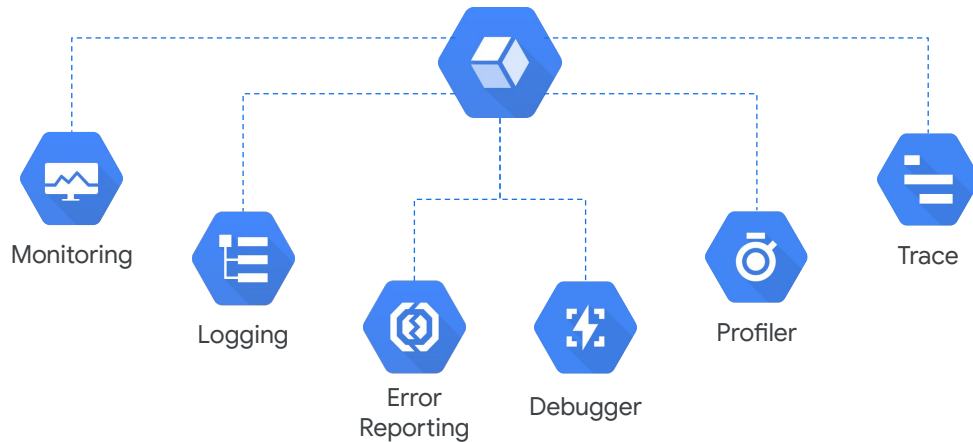 Monitoring
Logging
Error
Reporting
Debugger
Profiler
Trace